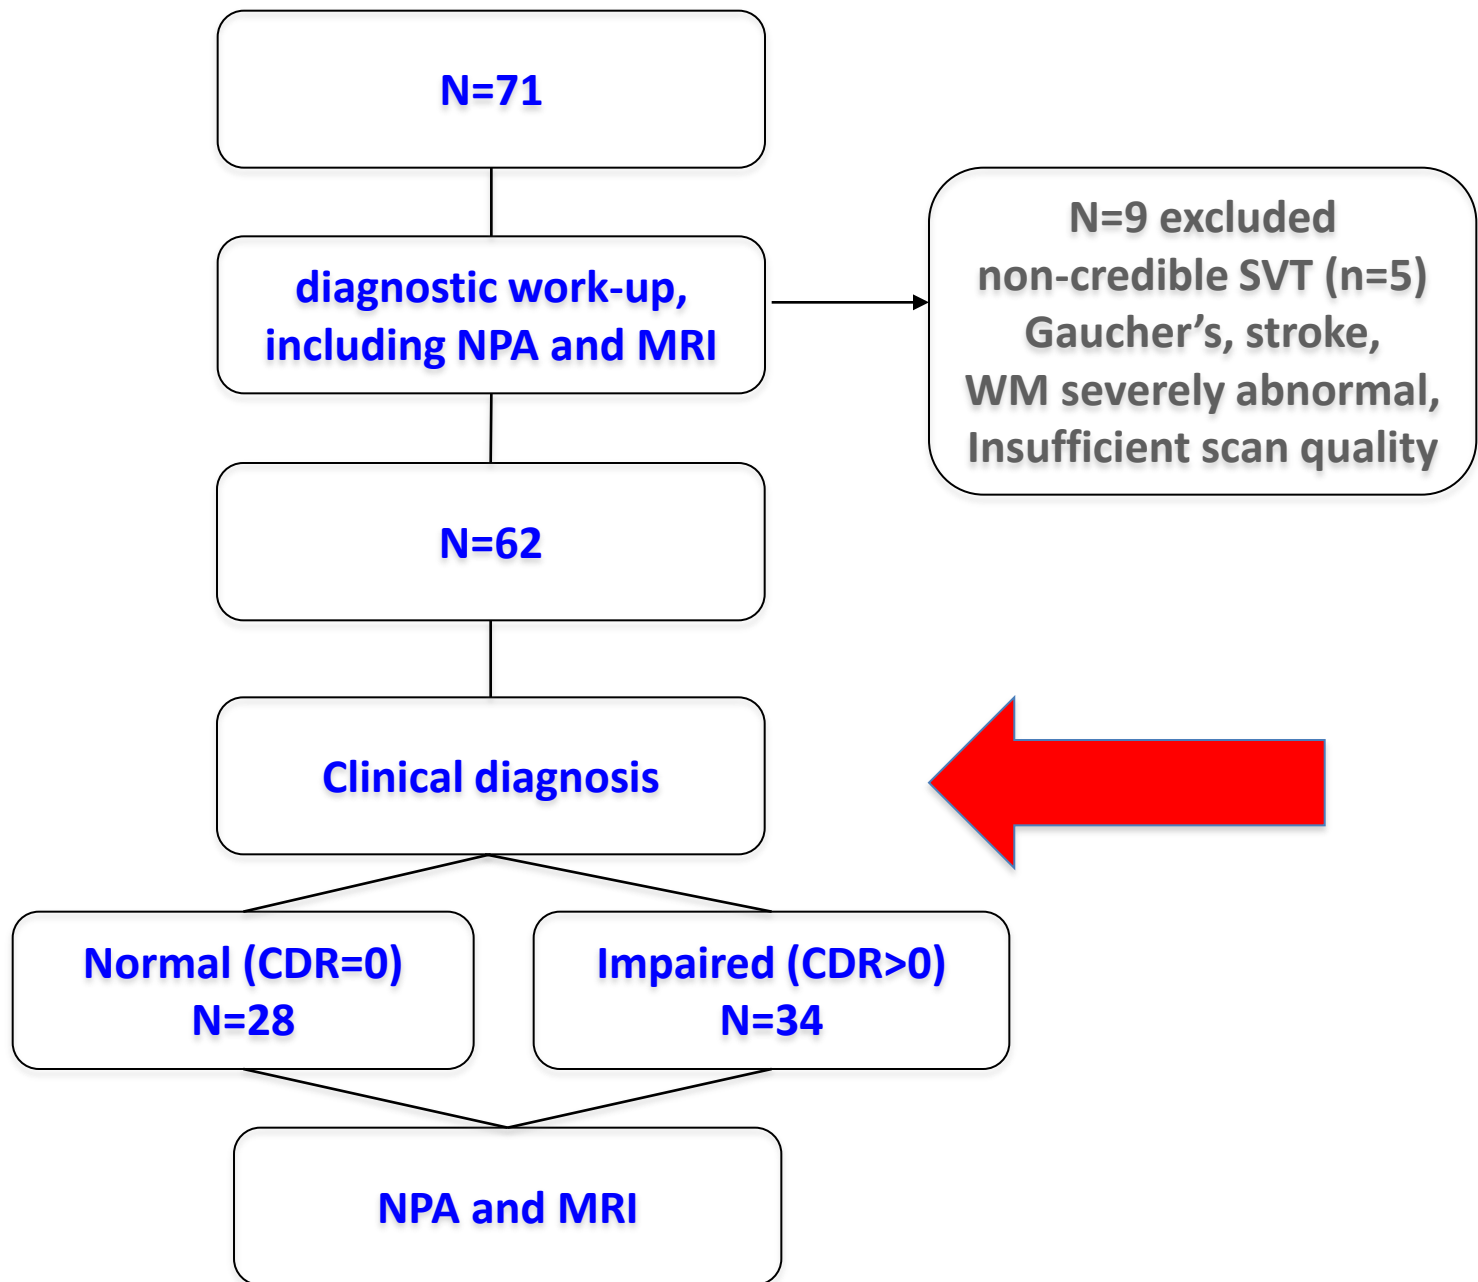 N=71
diagnostic work-up,
including NPA and MRI
N=9 excluded
non-credible SVT (n=5)
Gaucher’s, stroke,
WM severely abnormal,
Insufficient scan quality
N=62
Clinical diagnosis
Normal (CDR=0)
N=28
Impaired (CDR>0)
N=34
NPA and MRI